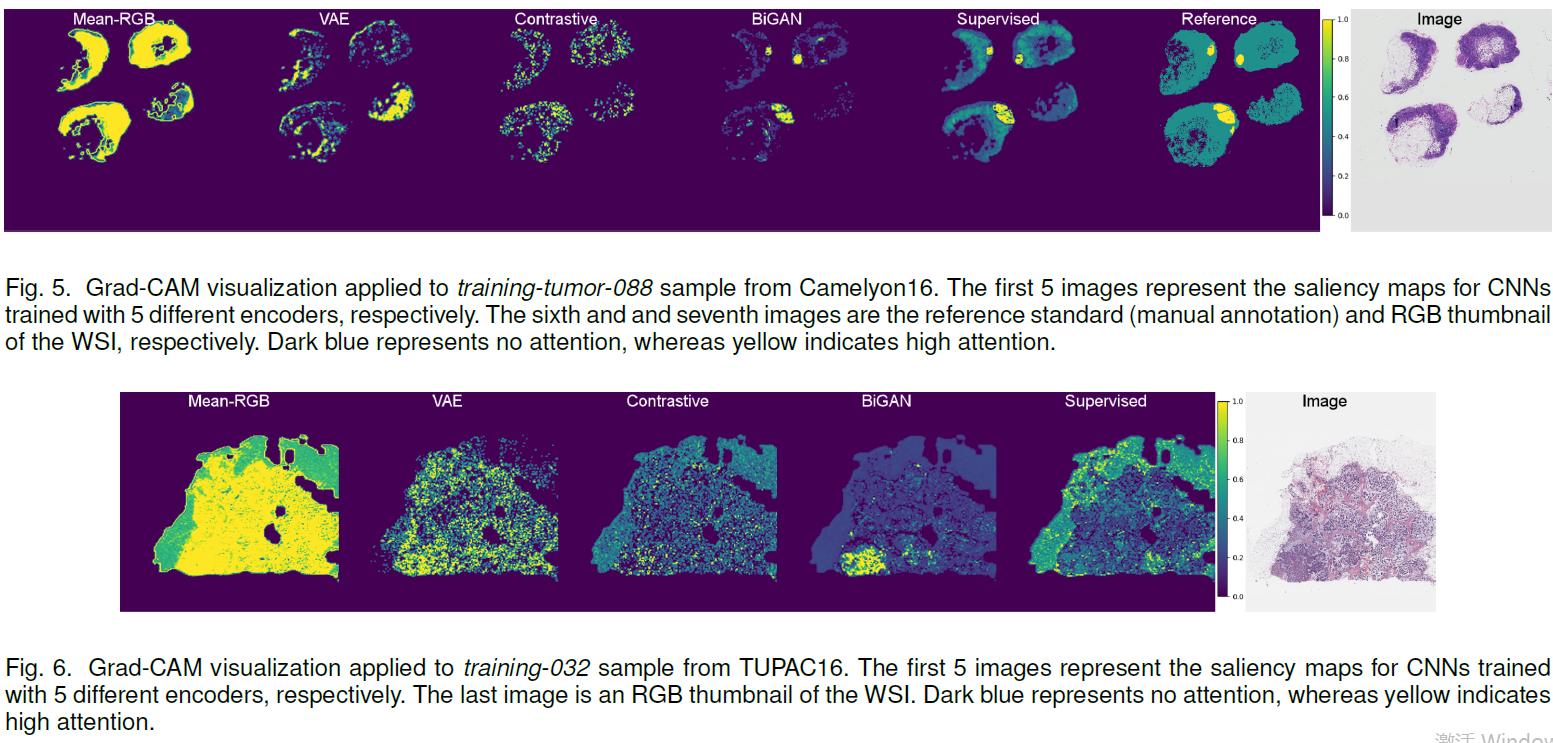 Mean-RGB VAE Contrastive BiGAN Supervised Reference Image
1.0
0.8
0.6
0.4
0.2
0.0
Fig. 5. Grad-CAM visualization applied to training-tumor-088 sample from Camelyon16. The first 5 images represent the saliency maps for CNNs
trained with 5 different encoders, respectively. The sixth and and seventh images are the reference standard (manual annotation) and RGB thumbnail
of the WSI, respectively. Dark blue represents no attention, whereas yellow indicates high attention.
Mean-RGB VAE Contrastive BiGAN Supervised Image
1.0
0.8
0.6
0.4
0.2
0.0
Fig. 6. Grad-CAM visualization applied to training-032 sample from TUPAC16. The first 5 images represent the saliency maps for CNNs trained
with 5 different encoders, respectively. The last image is an RGB thumbnail of the WSI. Dark blue represents no attention, whereas yellow indicates
high attention.
激活 Window